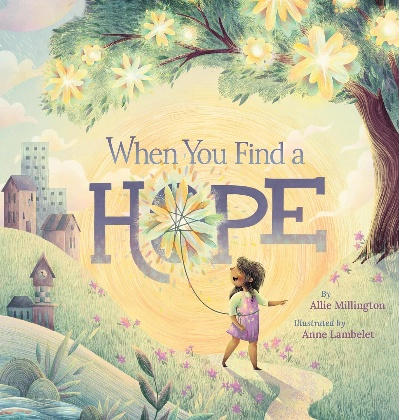 When You Find a
HOPE
By
Allie Millington
Illustrated by
Anne Lambelet